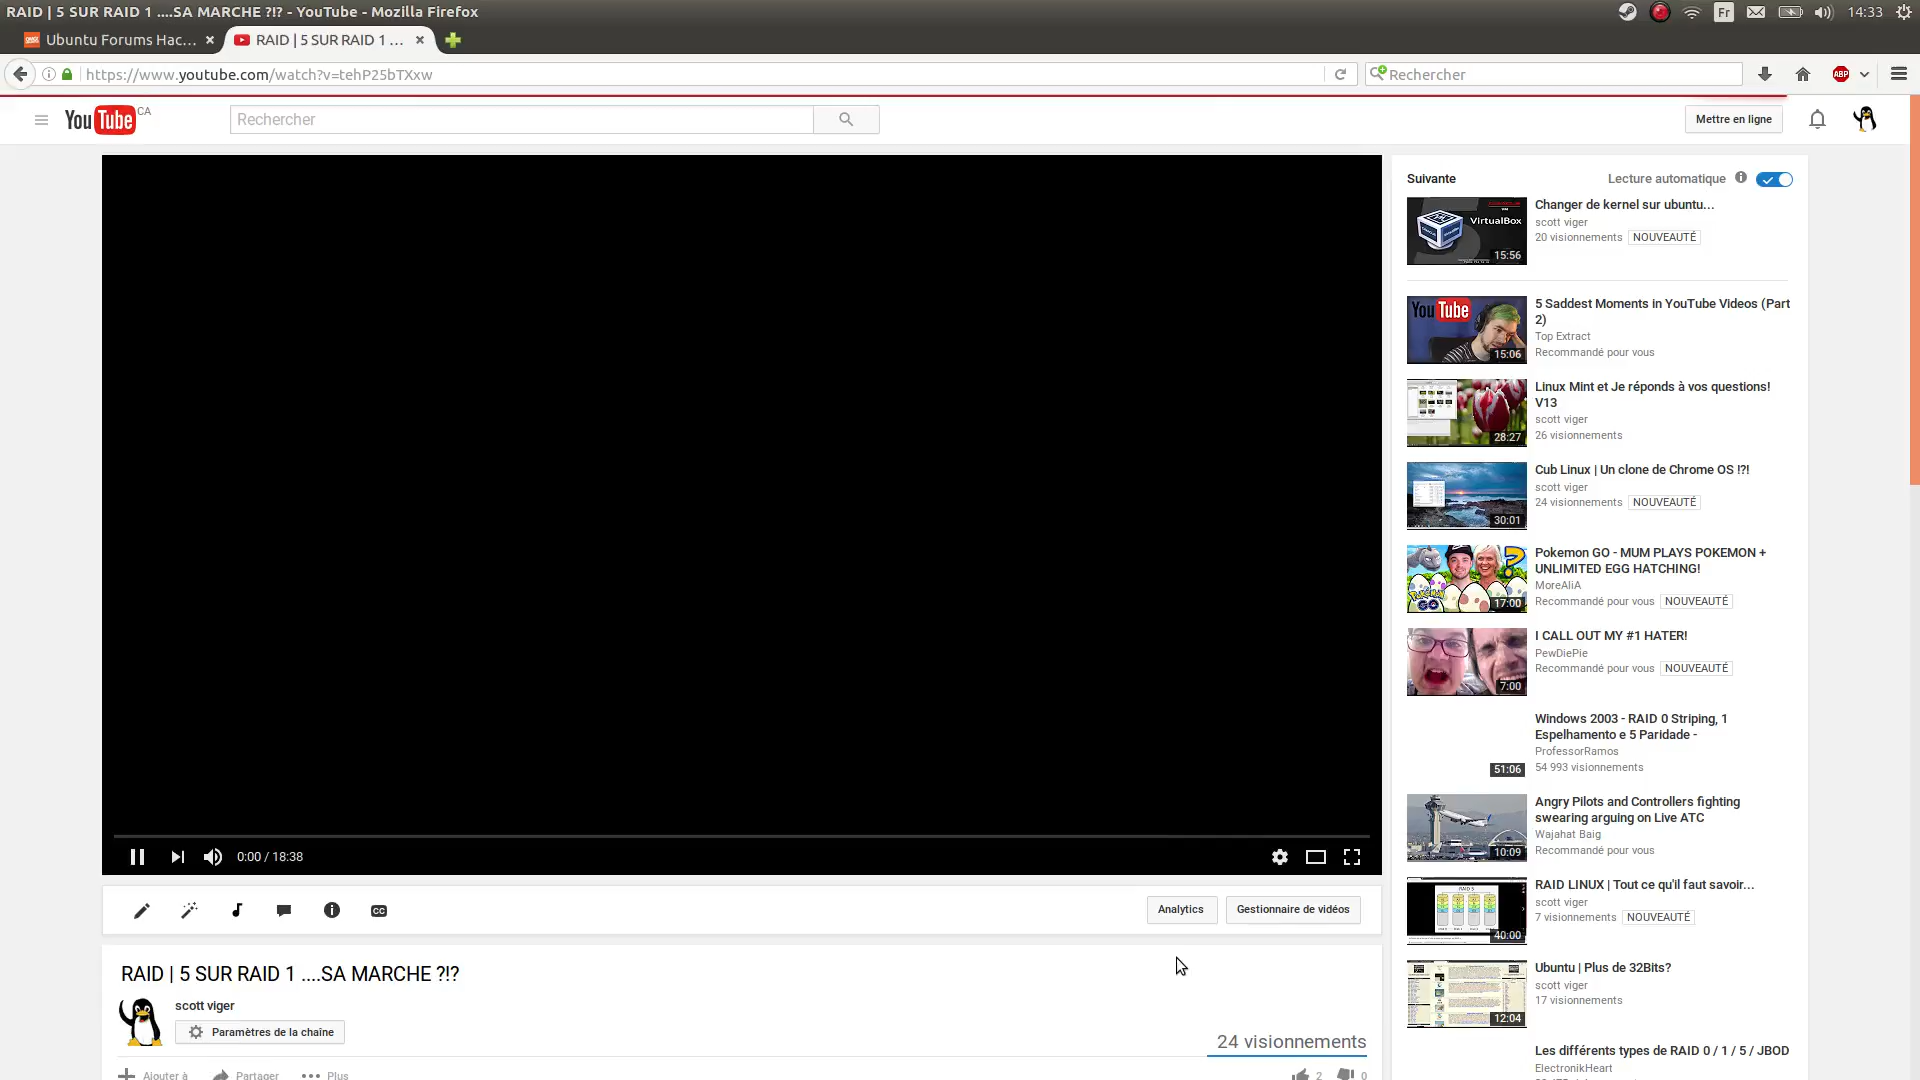 RAID | 5 SUR RAID 1 ....SA MARCHE ?!? - YouTube - Mozilla Firefox
Fr
14:33
Ubuntu Forums Hac...
RAID | 5 SUR RAID 1 ...
https://www.youtube.com/watch?v=tehP25bTXxw
Rechercher
ABP
YouTube CA
Rechercher
Mettre en ligne
Suivante
Lecture automatique
VirtualBox
15:56
Changer de kernel sur ubuntu...
scott viger
20 visionnements NOUVEAUTÉ
YouTube
15:06
5 Saddest Moments in YouTube Videos (Part 2)
Top Extract
Recommandé pour vous
28:27
Linux Mint et Je réponds à vos questions! V13
scott viger
26 visionnements
30:01
Cub Linux | Un clone de Chrome OS !?!
scott viger
24 visionnements NOUVEAUTÉ
POKÉMON GO
17:00
Pokemon GO - MUM PLAYS POKEMON + UNLIMITED EGG HATCHING!
MoreAliA
Recommandé pour vous NOUVEAUTÉ
7:00
I CALL OUT MY #1 HATER!
PewDiePie
Recommandé pour vous NOUVEAUTÉ
51:06
Windows 2003 - RAID 0 Striping, 1 Espelhamento e 5 Paridade -
ProfessorRamos
54 993 visionnements
10:09
Angry Pilots and Controllers fighting swearing arguing on Live ATC
Wajahat Baig
Recommandé pour vous
RAID 5
40:00
RAID LINUX | Tout ce qu'il faut savoir...
scott viger
7 visionnements NOUVEAUTÉ
12:04
Ubuntu | Plus de 32Bits?
scott viger
17 visionnements
Les différents types de RAID 0 / 1 / 5 / JBOD
ElectronikHeart
0:00 / 18:38
CC
Analytics
Gestionnaire de vidéos
RAID | 5 SUR RAID 1 ....SA MARCHE ?!?
scott viger
Paramètres de la chaîne
24 visionnements
Ajouter à
Partager
Plus
2
0